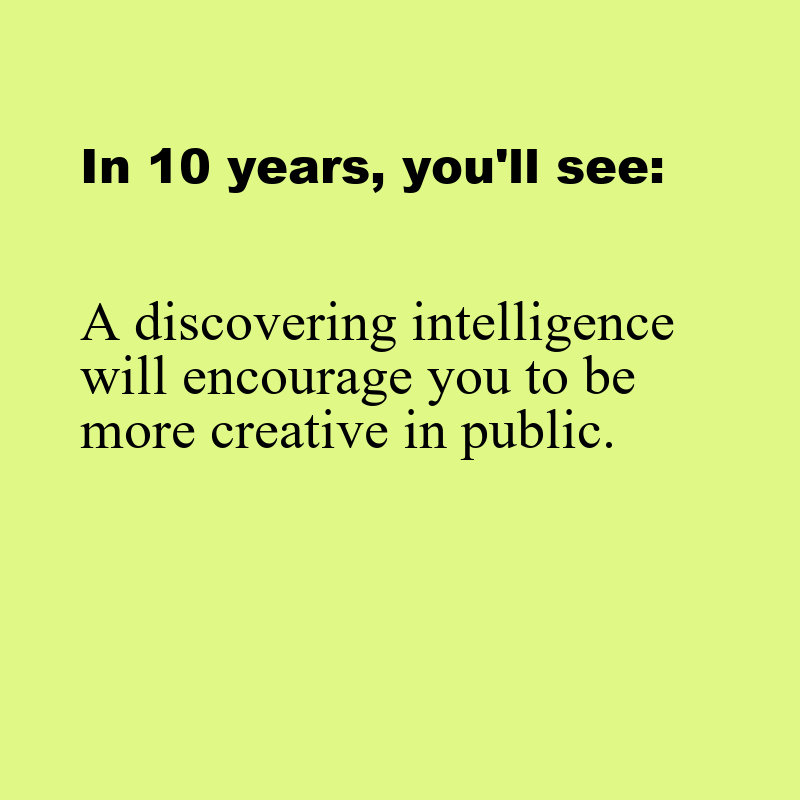 In 10 years, you'll see:
A discovering intelligence
will encourage you to be
more creative in public.